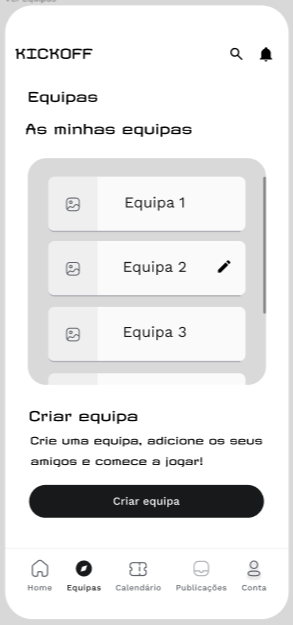 KICKOFF
Equipas
As minhas equipas
Equipa 1
Equipa 2
Equipa 3
Criar equipa
Crie uma equipa, adicione os seus
amigos e comece a jogar!
Criar equipa
Home Equipas Calendário Publicações Conta